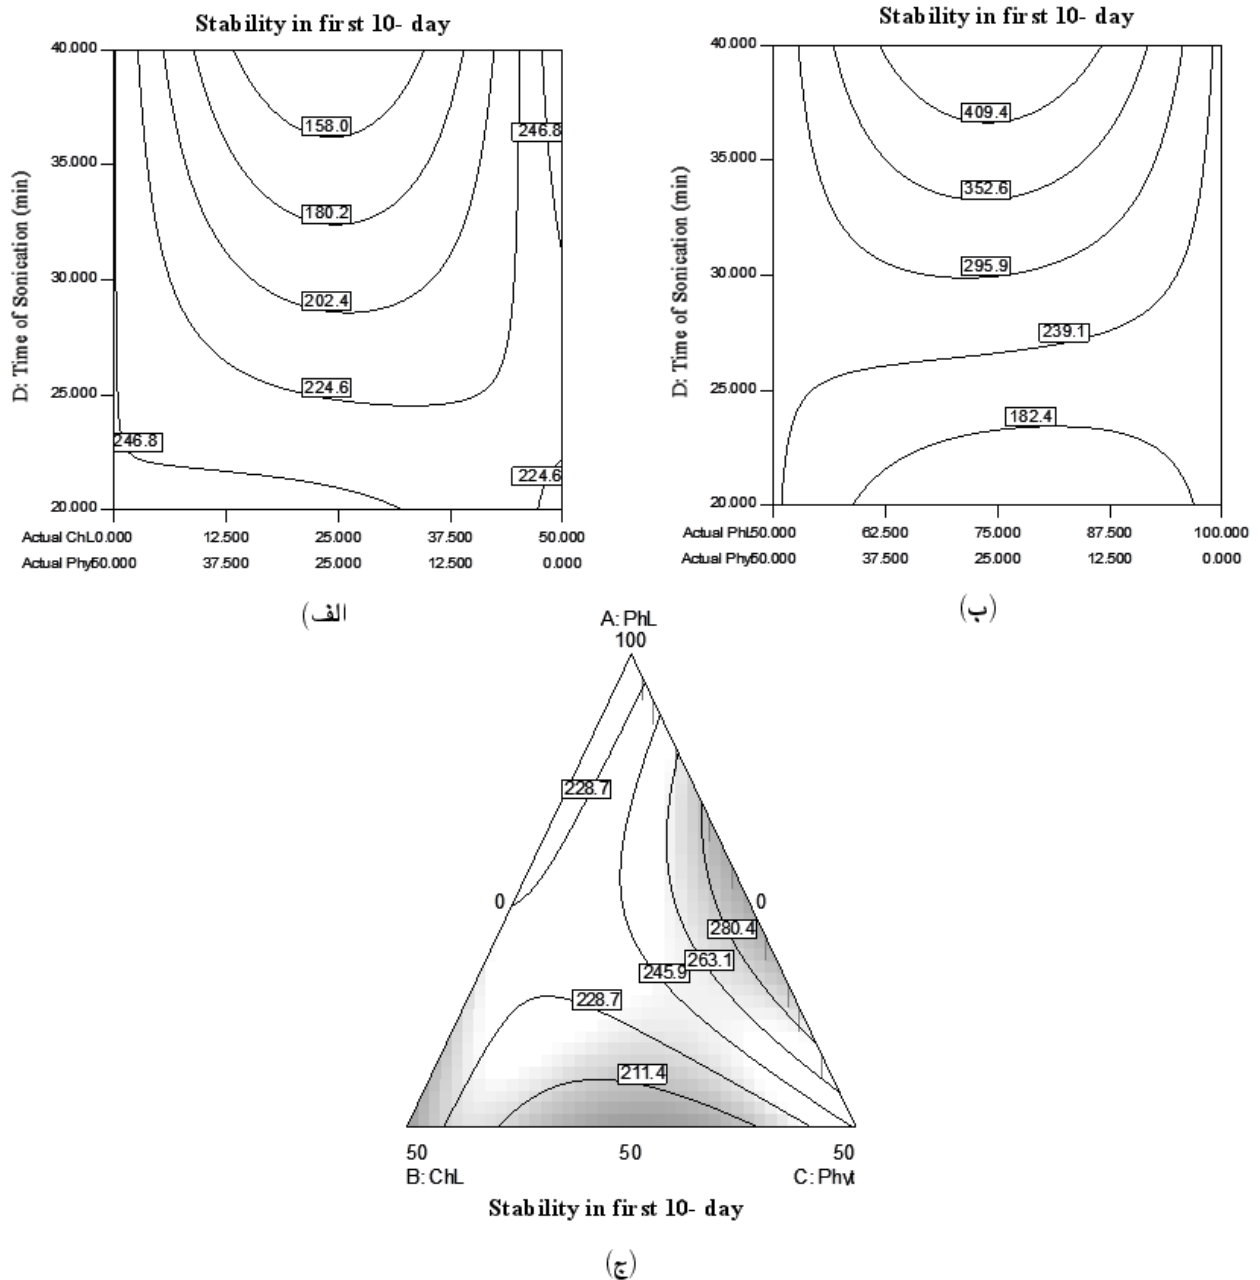 Stability in first 10- day
40.000
35.000
30.000
25.000
20.000
D: Time of Sonication (min)
158.0
246.8
180.2
202.4
224.6
246.8
224.6
Actual ChL0.000 12.500 25.000 37.500 50.000
Actual Phy50.000 37.500 25.000 12.500 0.000
الف)
Stability in first 10- day
40.000
35.000
30.000
25.000
20.000
D: Time of Sonication (min)
409.4
352.6
295.9
239.1
182.4
Actual PhL50.000 62.500 75.000 87.500 100.000
Actual Phy50.000 37.500 25.000 12.500 0.000
(ب)
A: PhL
100
228.7
0 0
280.4
263.1
245.9
228.7
211.4
50 50 50
B: ChL C: Phyt
Stability in first 10- day
(ج)